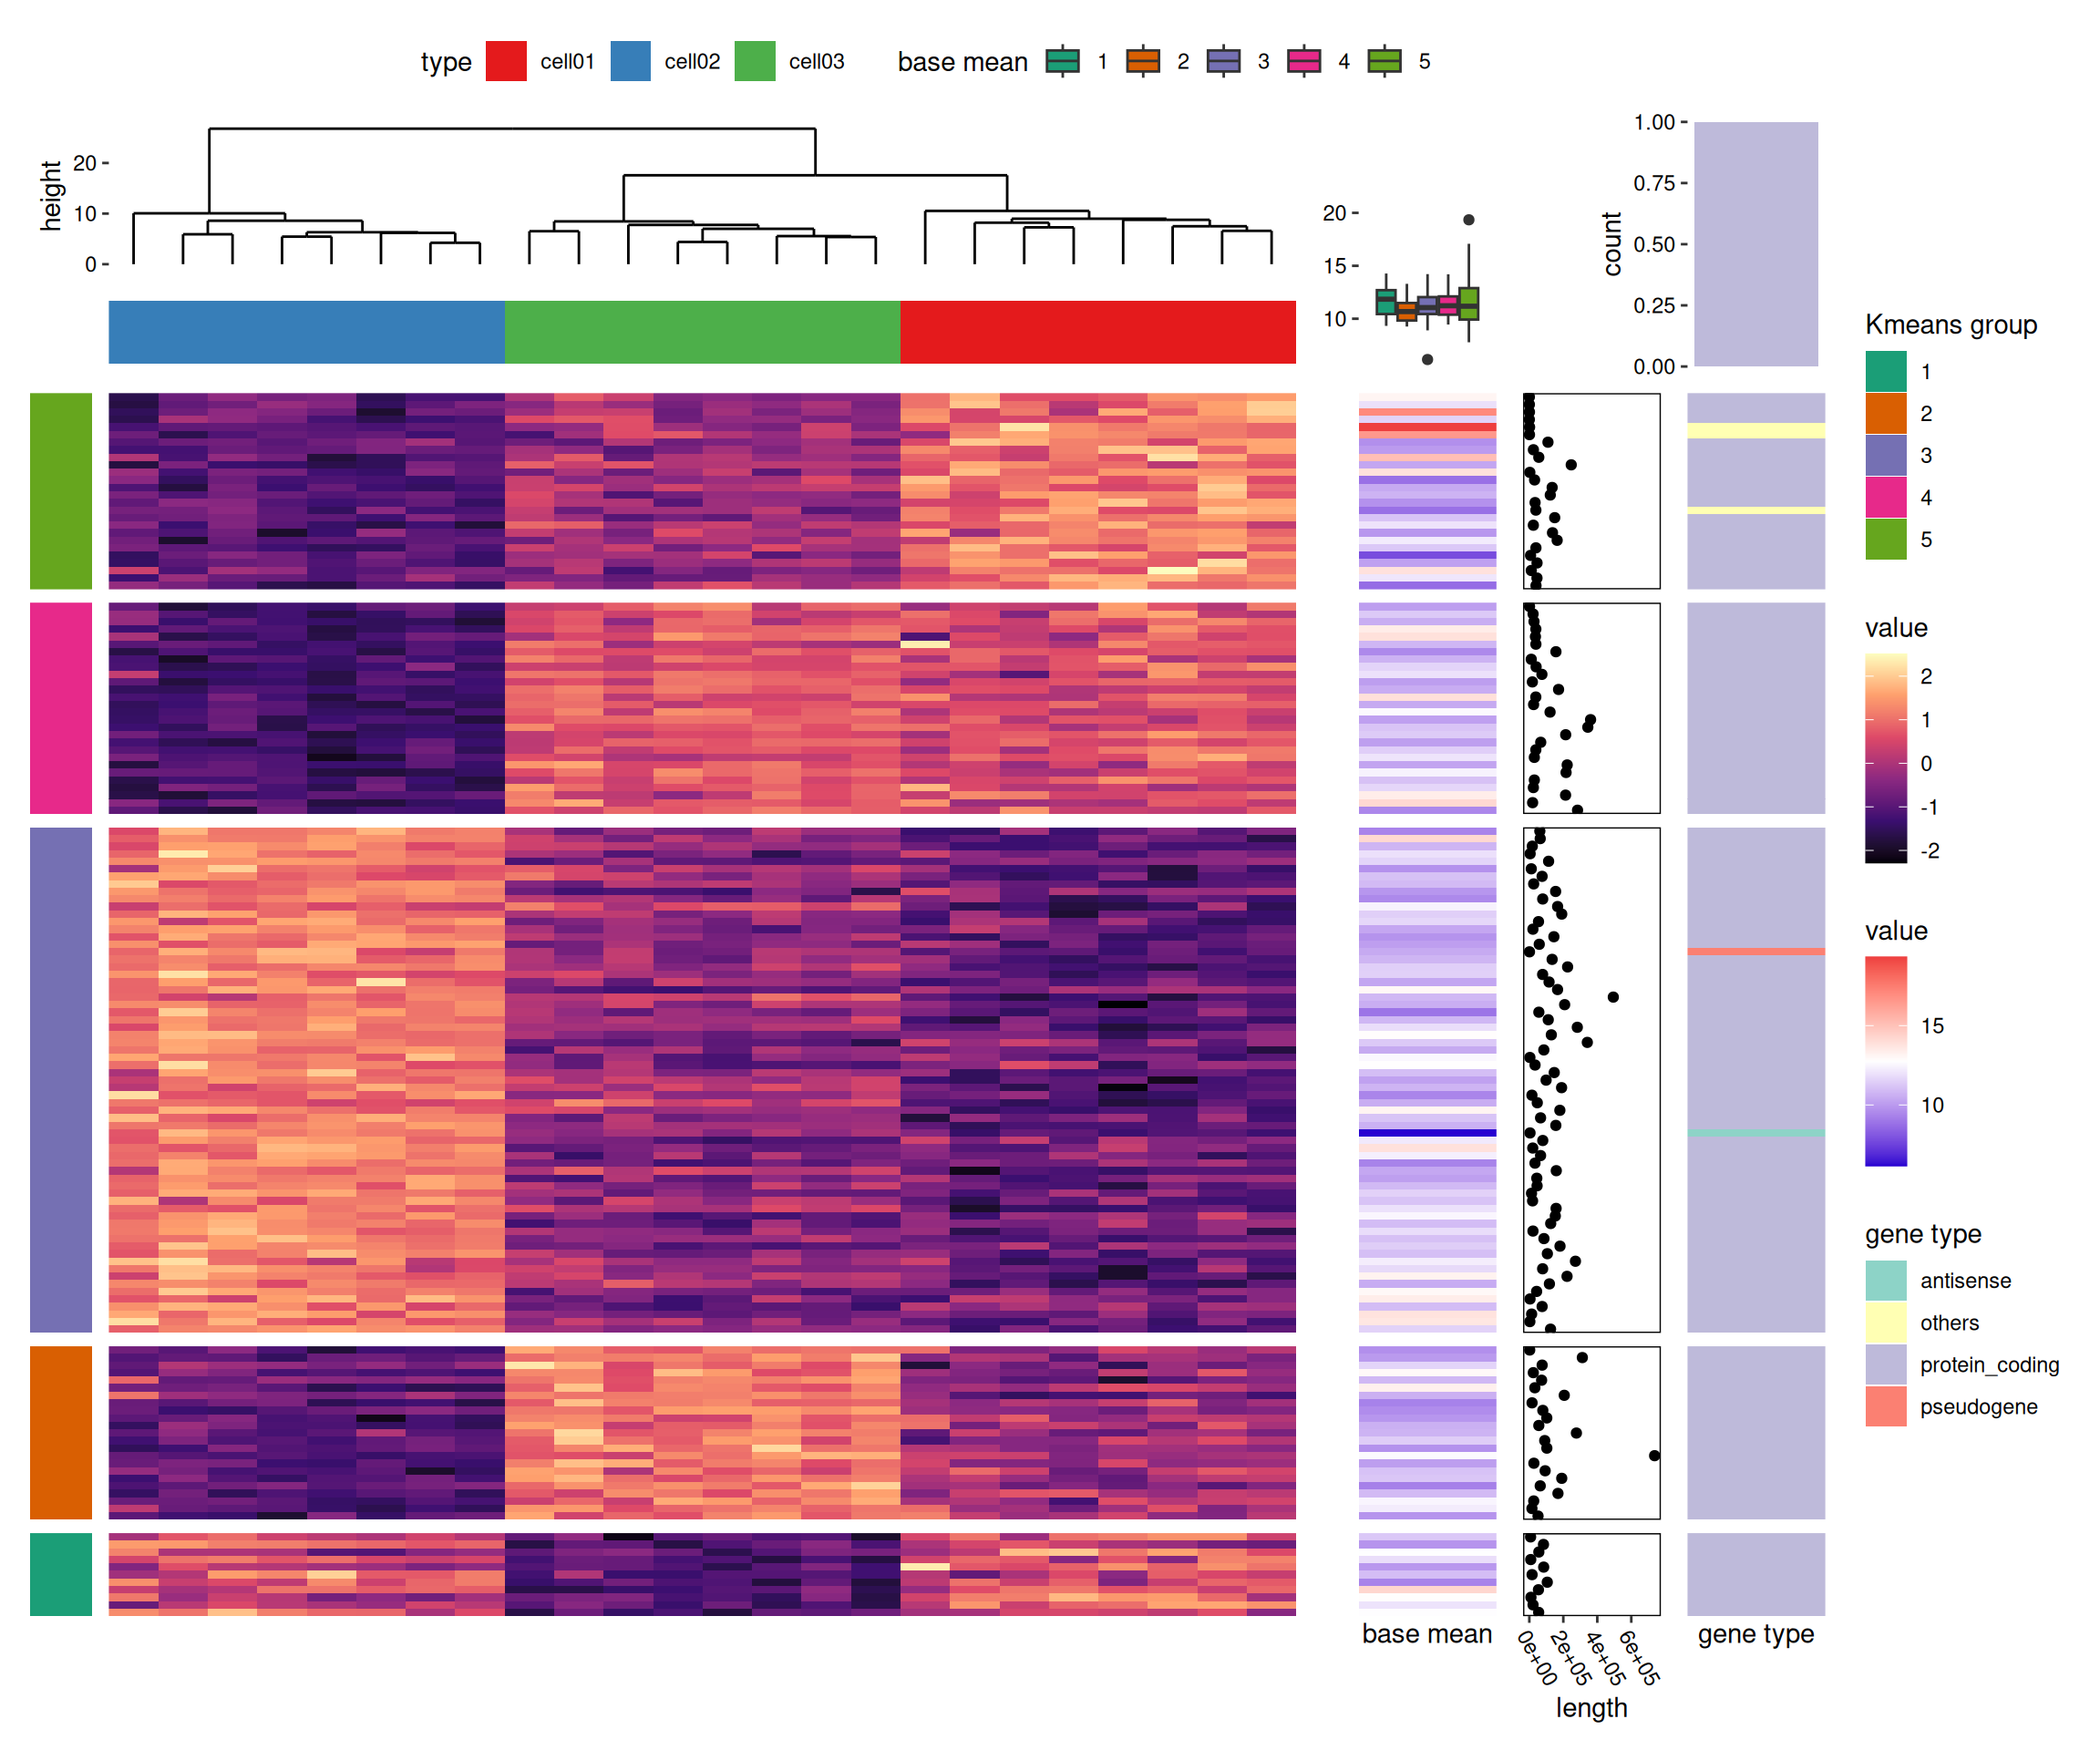 type cell01 cell02 cell03 base mean 1 2 3 4 5
height
20
10
0
20
15
10
count
1.00
0.75
0.50
0.25
0.00
Kmeans group
1
2
3
4
5
value
2
1
0
-1
-2
value
15
10
gene type
antisense
others
protein_coding
pseudogene
base mean
0e+00 2e+05 4e+05 6e+05
length
gene type